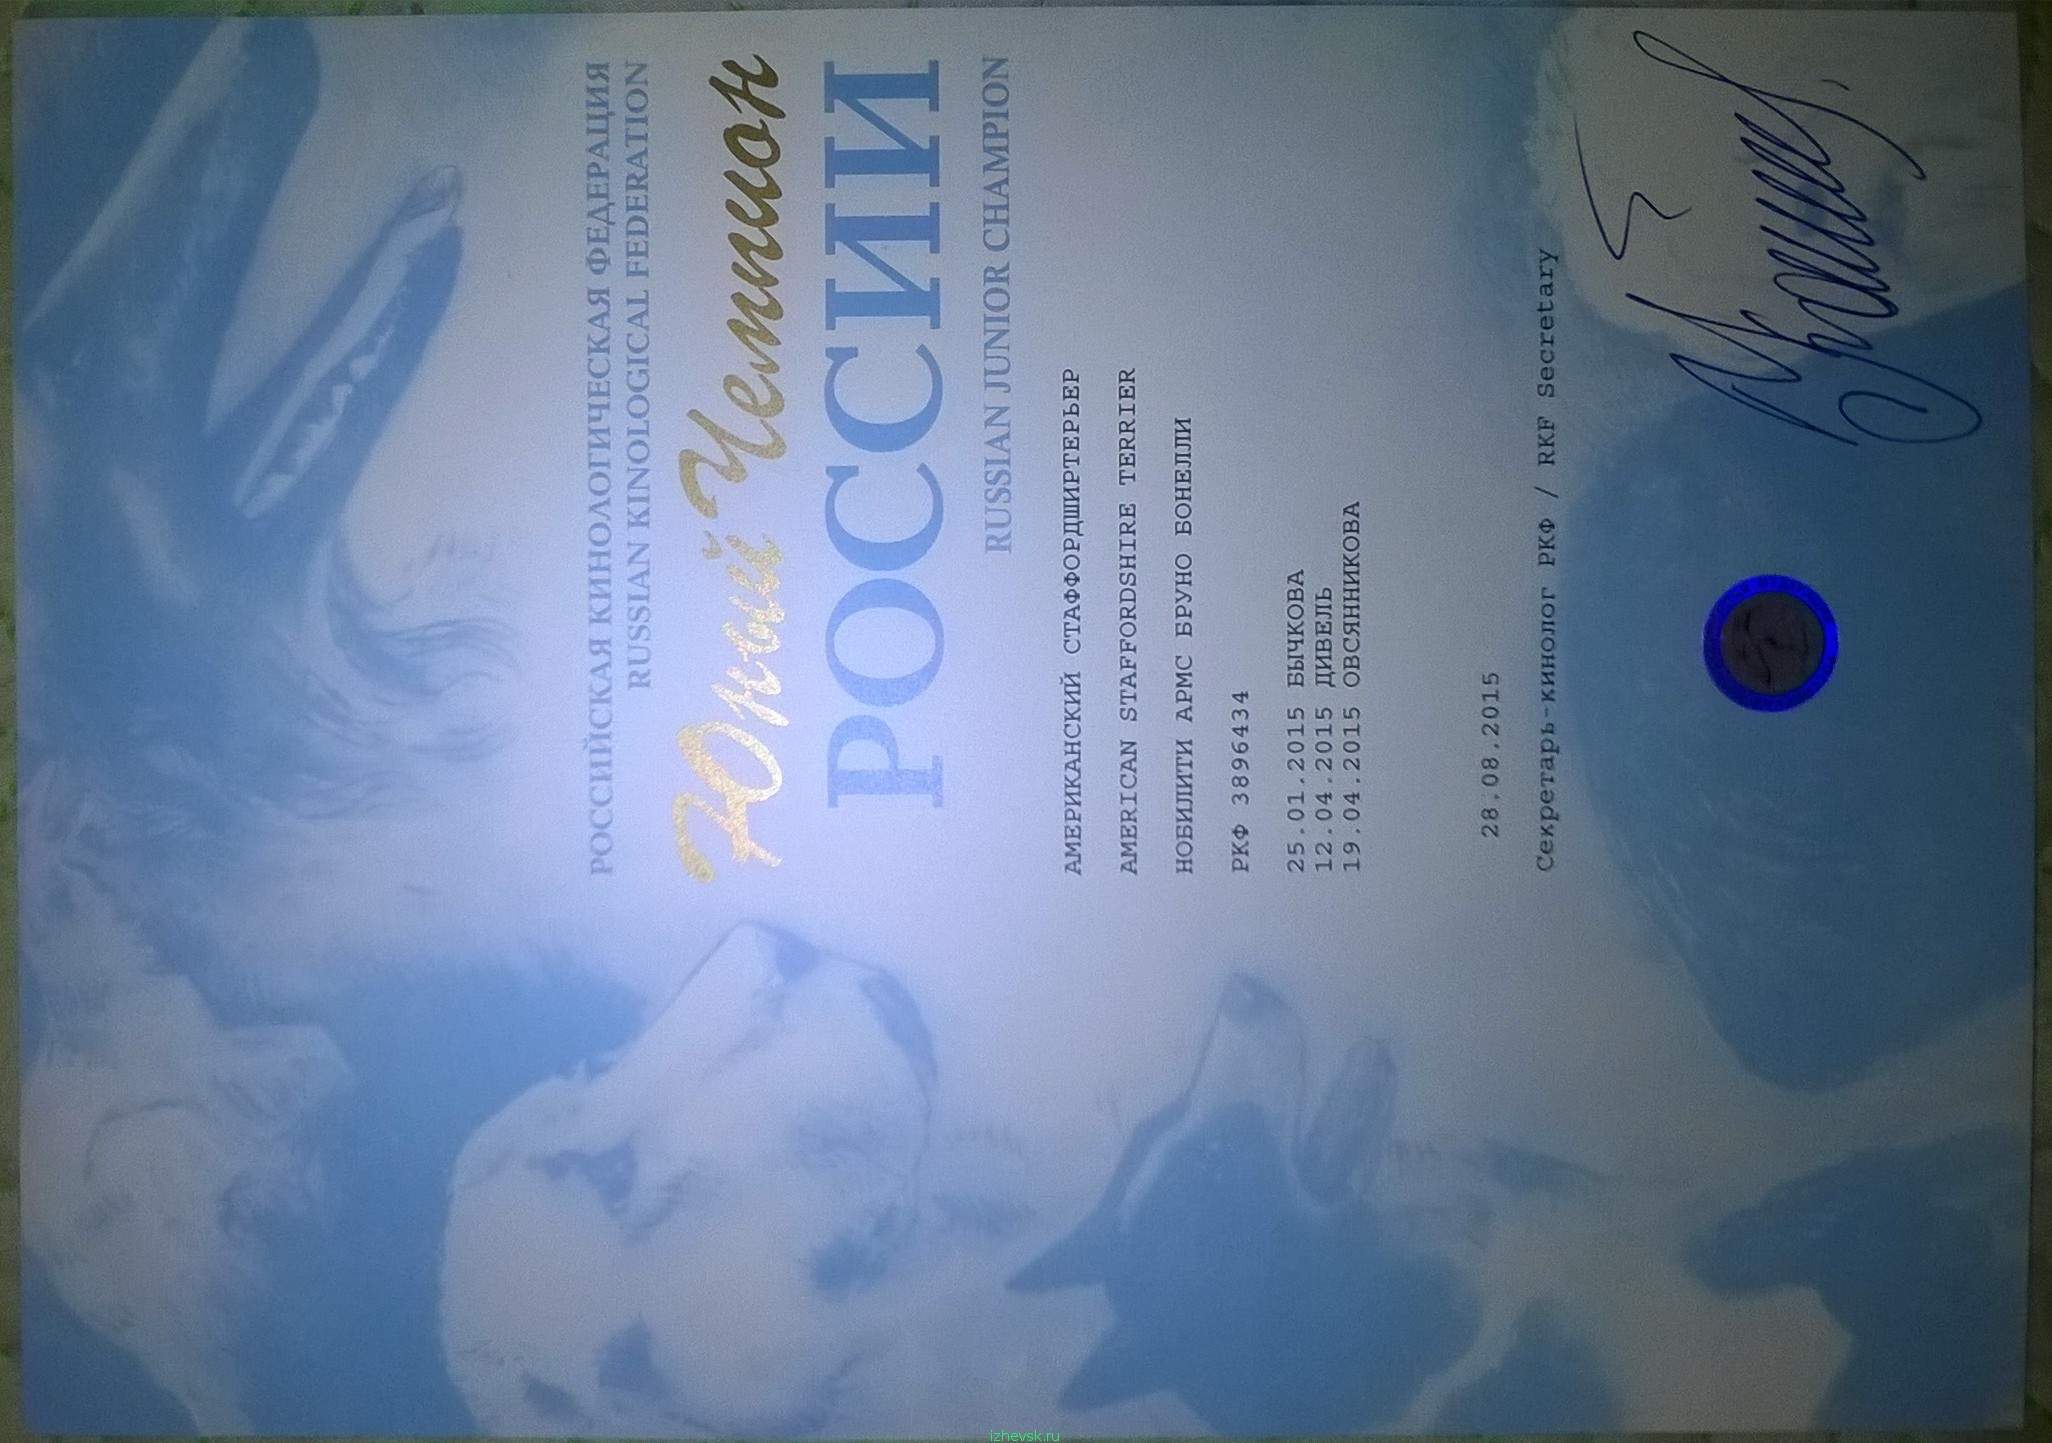 РОССИЙСКАЯ КИНОЛОГИЧЕСКАЯ ФЕДЕРАЦИЯ
RUSSIAN KINOLOGICAL FEDERATION
Юный Чемпион
РОССИИ
RUSSIAN JUNIOR CHAMPION
АМЕРИКАНСКИЙ СТАФФОРДШИРТЕРЬЕР
AMERICAN STAFFORDSHIRE TERRIER
НОБИЛИТИ АРМС БРУНО БОНЕЛЛИ
РКФ 3896434
25.01.2015 БЫЧКОВА
12.04.2015 ДИВЕЛЬ
19.04.2015 ОВСЯННИКОВА
28.08.2015
Секретарь-кинолог РКФ / RKF Secretary
izhevsk.ru